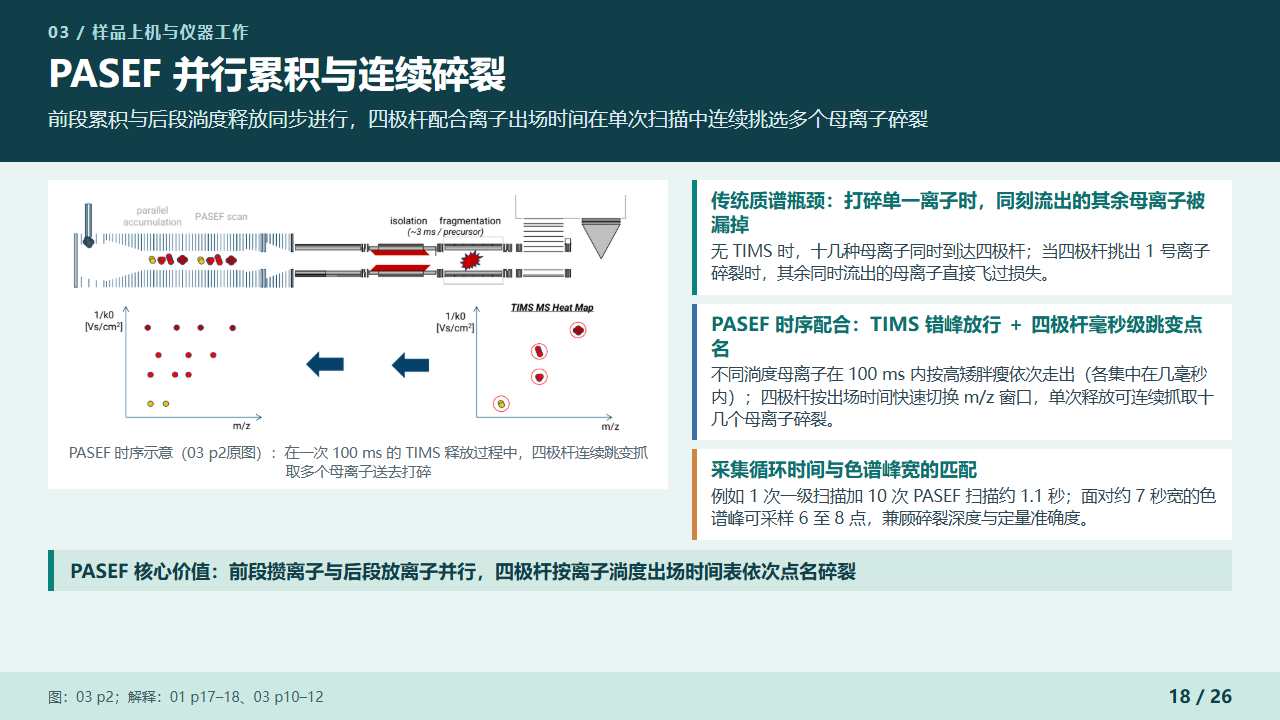 03 / 样品上机与仪器工作
PASEF 并行累积与连续碎裂
前段累积与后段淌度释放同步进行，四极杆配合离子出场时间在单次扫描中连续挑选多个母离子碎裂
parallel
accumulation
PASEF scan
isolation
fragmentation
(~3 ms / precursor)
1/k0
[Vs/cm²]
m/z
1/k0
[Vs/cm²]
TIMS MS Heat Map
m/z
PASEF 时序示意（03 p2原图）：在一次 100 ms 的 TIMS 释放过程中，四极杆连续跳变抓
取多个母离子送去打碎
传统质谱瓶颈：打碎单一离子时，同刻流出的其余母离子被
漏掉
无 TIMS 时，十几种母离子同时到达四极杆；当四极杆挑出 1 号离子
碎裂时，其余同时流出的母离子直接飞过损失。
PASEF 时序配合：TIMS 错峰放行 + 四极杆毫秒级跳变点
名
不同淌度母离子在 100 ms 内按高矮胖瘦依次走出（各集中在几毫秒
内）；四极杆按出场时间快速切换 m/z 窗口，单次释放可连续抓取十
几个母离子碎裂。
采集循环时间与色谱峰宽的匹配
例如 1 次一级扫描加 10 次 PASEF 扫描约 1.1 秒；面对约 7 秒宽的色
谱峰可采样 6 至 8 点，兼顾碎裂深度与定量准确度。
PASEF 核心价值：前段攒离子与后段放离子并行，四极杆按离子淌度出场时间表依次点名碎裂
图：03 p2；解释：01 p17–18、03 p10–12
18 / 26